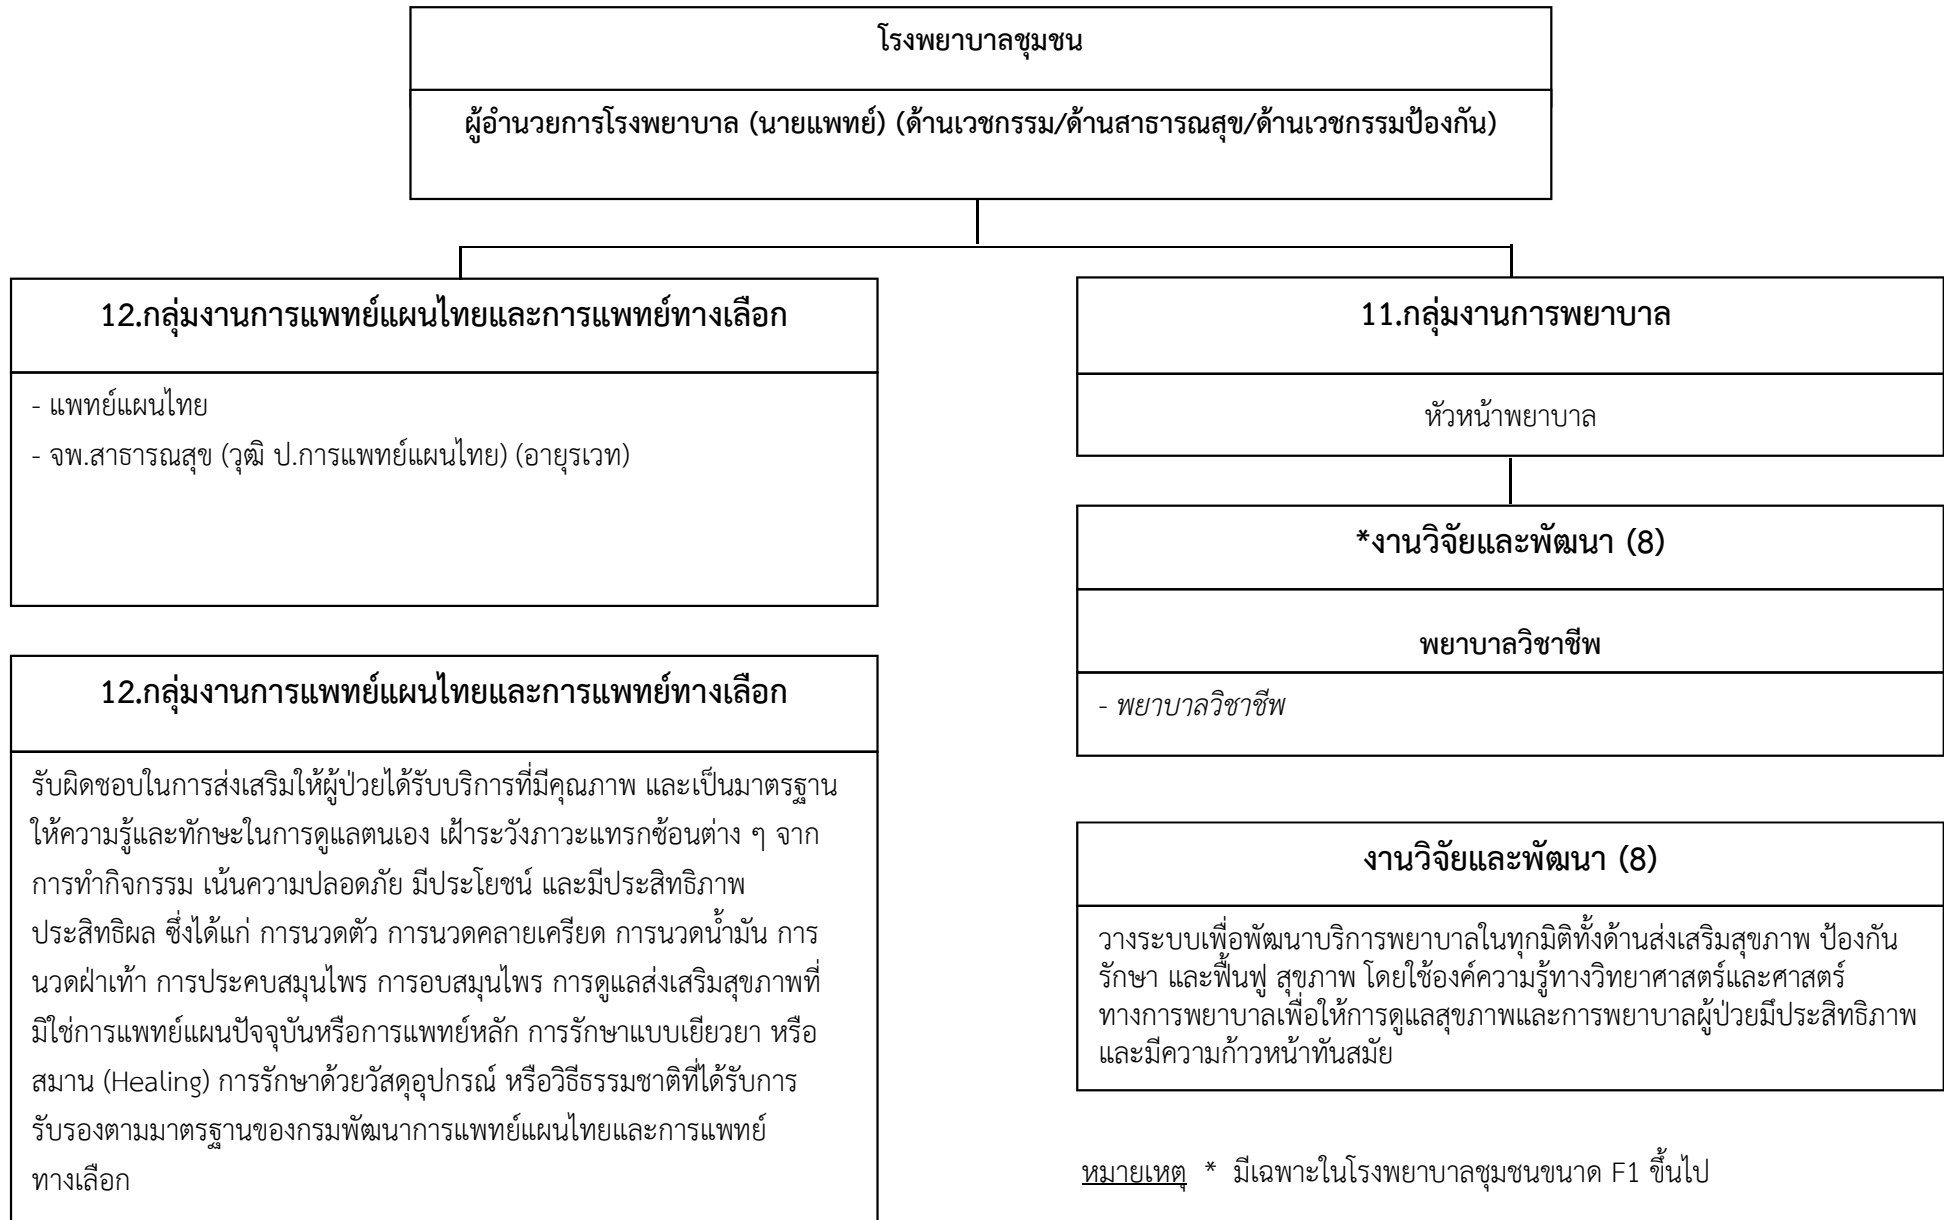 โรงพยาบาลชุมชน
ผู้อำนวยการโรงพยาบาล (นายแพทย์) (ด้านเวชกรรม/ด้านสาธารณสุข/ด้านเวชกรรมป้องกัน)
12.กลุ่มงานการแพทย์แผนไทยและการแพทย์ทางเลือก
- แพทย์แผนไทย
- จพ.สาธารณสุข (วุฒิ ป.การแพทย์แผนไทย) (อายุรเวท)
12.กลุ่มงานการแพทย์แผนไทยและการแพทย์ทางเลือก
รับผิดชอบในการส่งเสริมให้ผู้ป่วยได้รับบริการที่มีคุณภาพ และเป็นมาตรฐาน
ให้ความรู้และทักษะในการดูแลตนเอง เฝ้าระวังภาวะแทรกซ้อนต่าง ๆ จาก
การทำกิจกรรม เน้นความปลอดภัย มีประโยชน์ และมีประสิทธิภาพ
ประสิทธิผล ซึ่งได้แก่ การนวดตัว การนวดคลายเครียด การนวดน้ำมัน การ
นวดฝ่าเท้า การประคบสมุนไพร การอบสมุนไพร การดูแลส่งเสริมสุขภาพที่
มิใช่การแพทย์แผนปัจจุบันหรือการแพทย์หลัก การรักษาแบบเยียวยา หรือ
สมาน (Healing) การรักษาด้วยวัสดุอุปกรณ์ หรือวิธีธรรมชาติที่ได้รับการ
รับรองตามมาตรฐานของกรมพัฒนาการแพทย์แผนไทยและการแพทย์
ทางเลือก
11.กลุ่มงานการพยาบาล
หัวหน้าพยาบาล
*งานวิจัยและพัฒนา (8)
พยาบาลวิชาชีพ
- พยาบาลวิชาชีพ
งานวิจัยและพัฒนา (8)
วางระบบเพื่อพัฒนาบริการพยาบาลในทุกมิติทั้งด้านส่งเสริมสุขภาพ ป้องกัน
รักษา และฟื้นฟู สุขภาพ โดยใช้องค์ความรู้ทางวิทยาศาสตร์และศาสตร์
ทางการพยาบาลเพื่อให้การดูแลสุขภาพและการพยาบาลผู้ป่วยมีประสิทธิภาพ
และมีความก้าวหน้าทันสมัย
หมายเหตุ * มีเฉพาะในโรงพยาบาลชุมชนขนาด F1 ขึ้นไป